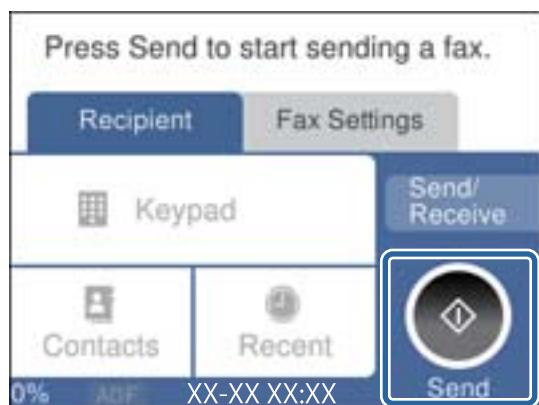 Press Send to start sending a fax.
Recipient
Fax Settings
Keypad
Send/
Receive
Contacts
Recent
0%
ADF
XX-XX XX:XX
Send